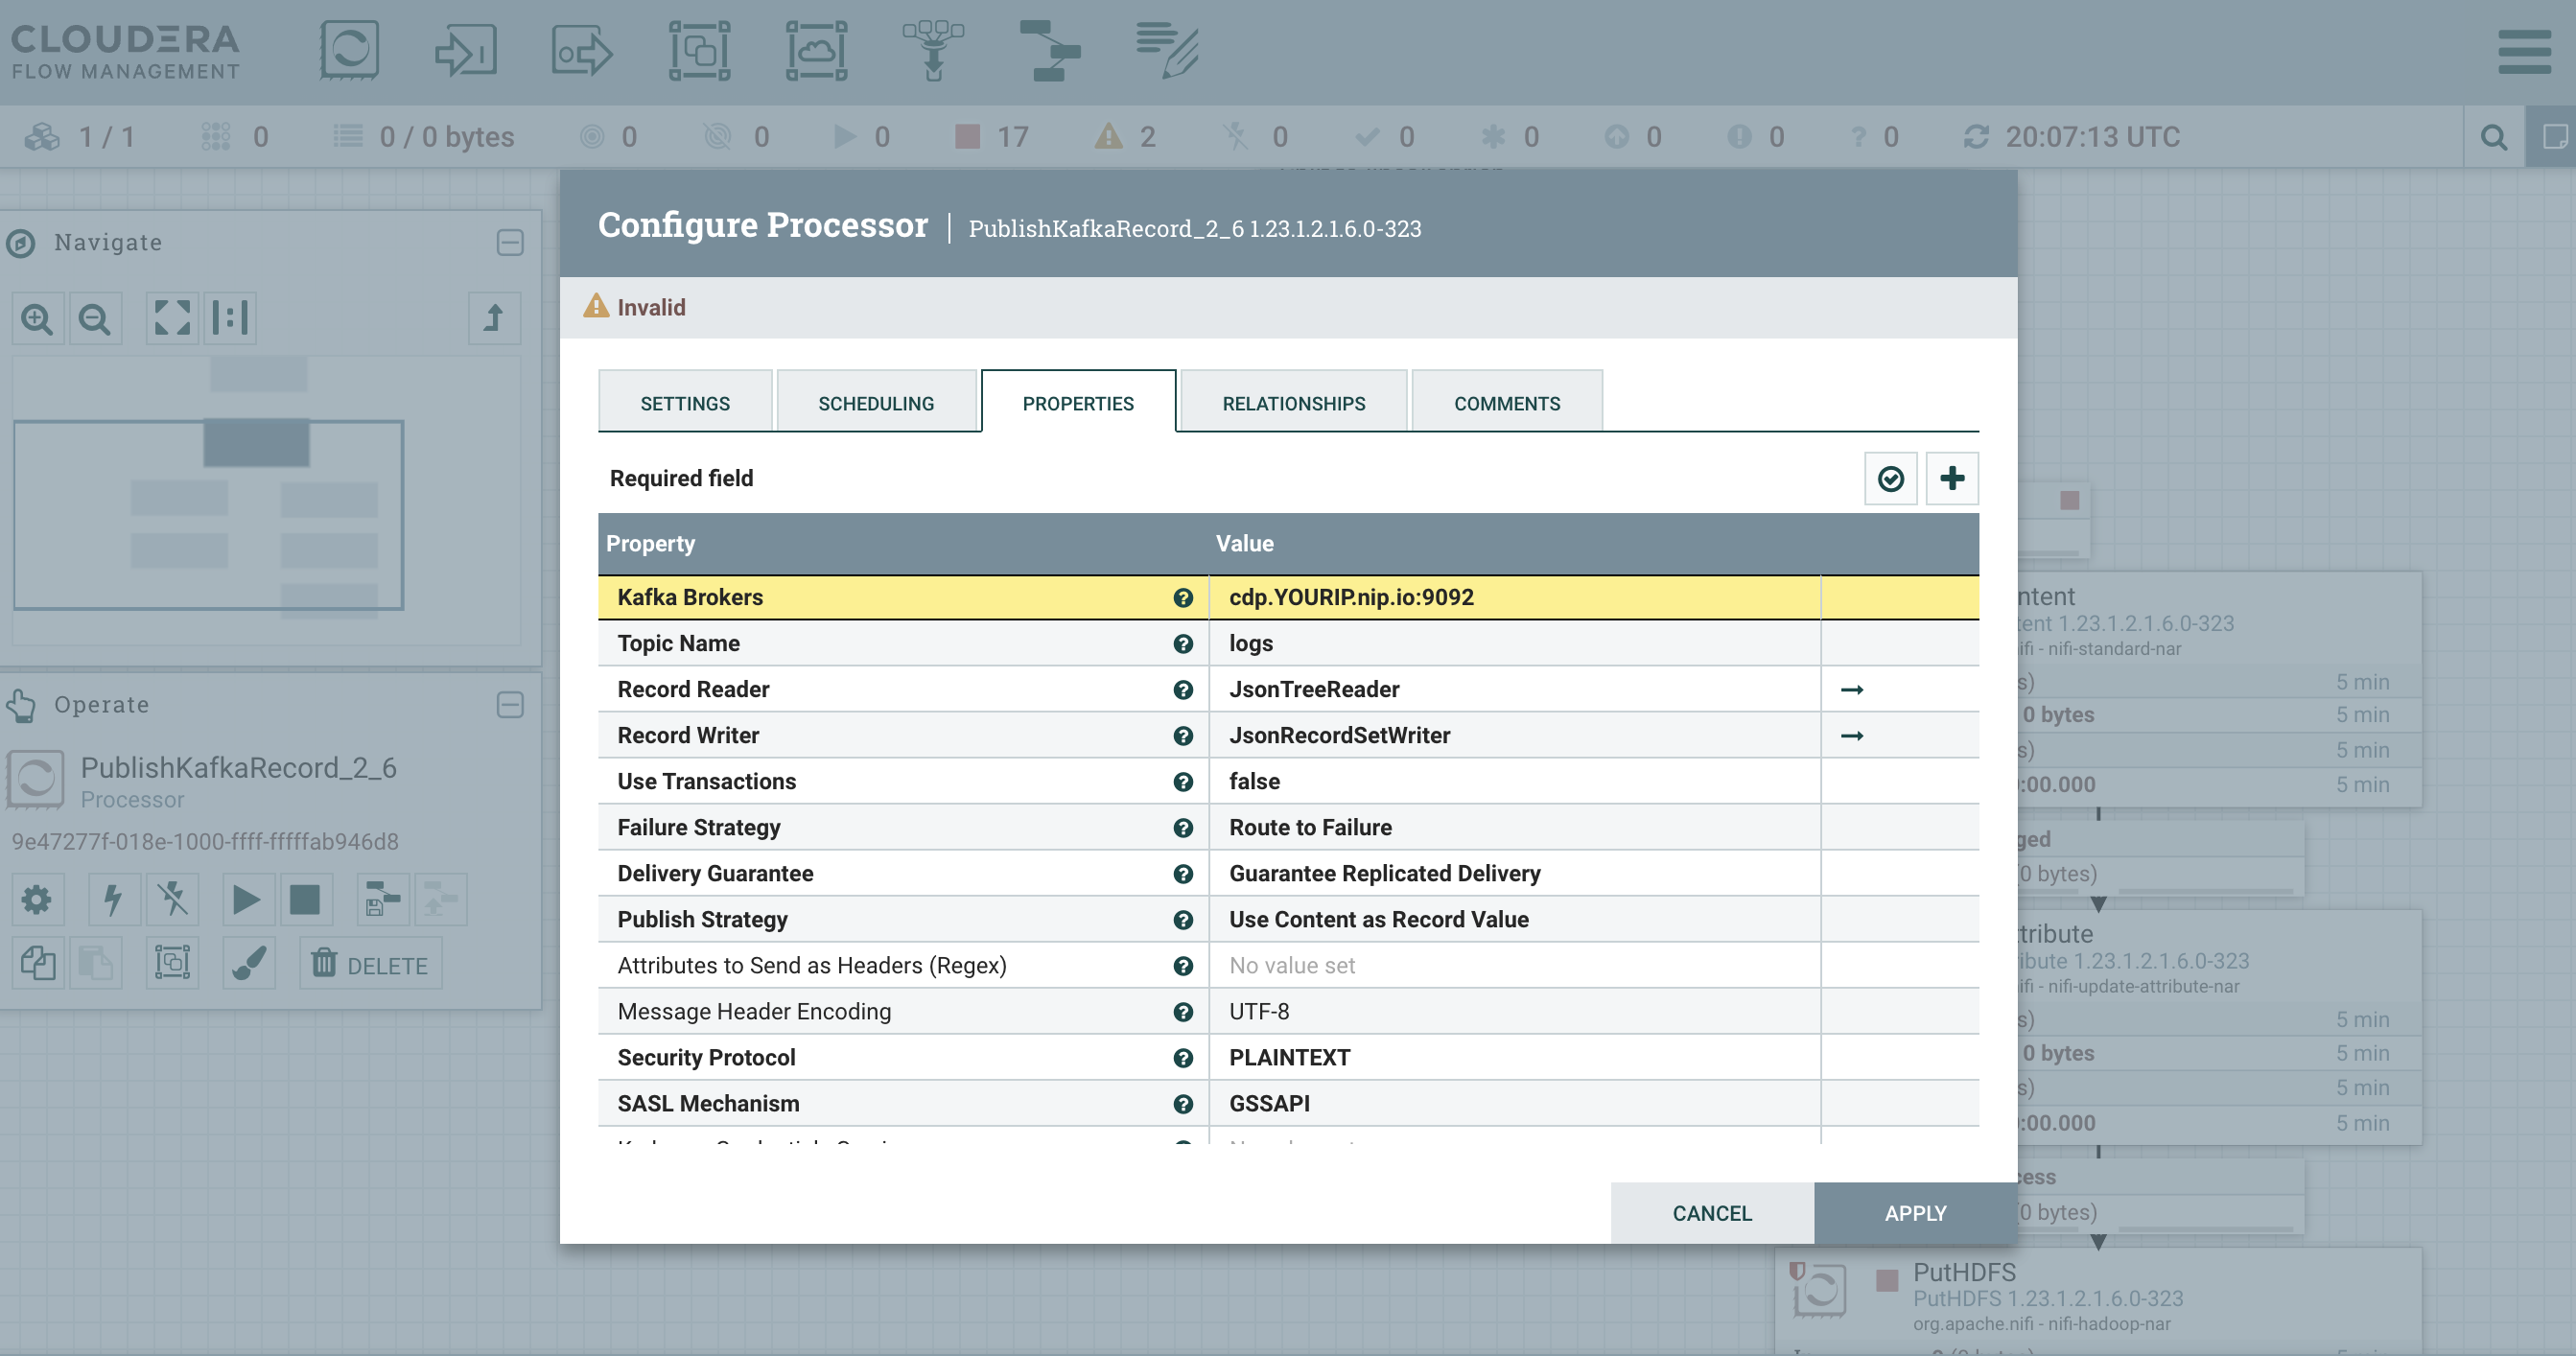 CLOUDERA
FLOW MANAGEMENT
1 / 1 0 0 / 0 bytes 0 0 0 17 2 0 0 0 0 0 0 20:07:13 UTC
Navigate
Operate
PublishKafkaRecord_2_6
Processor
9e47277f-018e-1000-ffff-fffffab946d8
DELETE
Configure Processor | PublishKafkaRecord_2_6 1.23.1.2.1.6.0-323
Invalid
SETTINGS SCHEDULING PROPERTIES RELATIONSHIPS COMMENTS
Required field
Property Value
Kafka Brokers cdp.YOURIP.nip.io:9092
Topic Name logs
Record Reader JsonTreeReader
Record Writer JsonRecordSetWriter
Use Transactions false
Failure Strategy Route to Failure
Delivery Guarantee Guarantee Replicated Delivery
Publish Strategy Use Content as Record Value
Attributes to Send as Headers (Regex) No value set
Message Header Encoding UTF-8
Security Protocol PLAINTEXT
SASL Mechanism GSSAPI
CANCEL APPLY
ntent
tent 1.23.1.2.1.6.0-323
ifi - nifi-standard-nar
s) 5 min
0 bytes 5 min
s) 5 min
:00.000 5 min
ged
(0 bytes)
ttribute
ribute 1.23.1.2.1.6.0-323
ifi - nifi-update-attribute-nar
s) 5 min
0 bytes 5 min
s) 5 min
:00.000 5 min
cess
(0 bytes)
PutHDFS
PutHDFS 1.23.1.2.1.6.0-323
org.apache.nifi - nifi-hadoop-nar